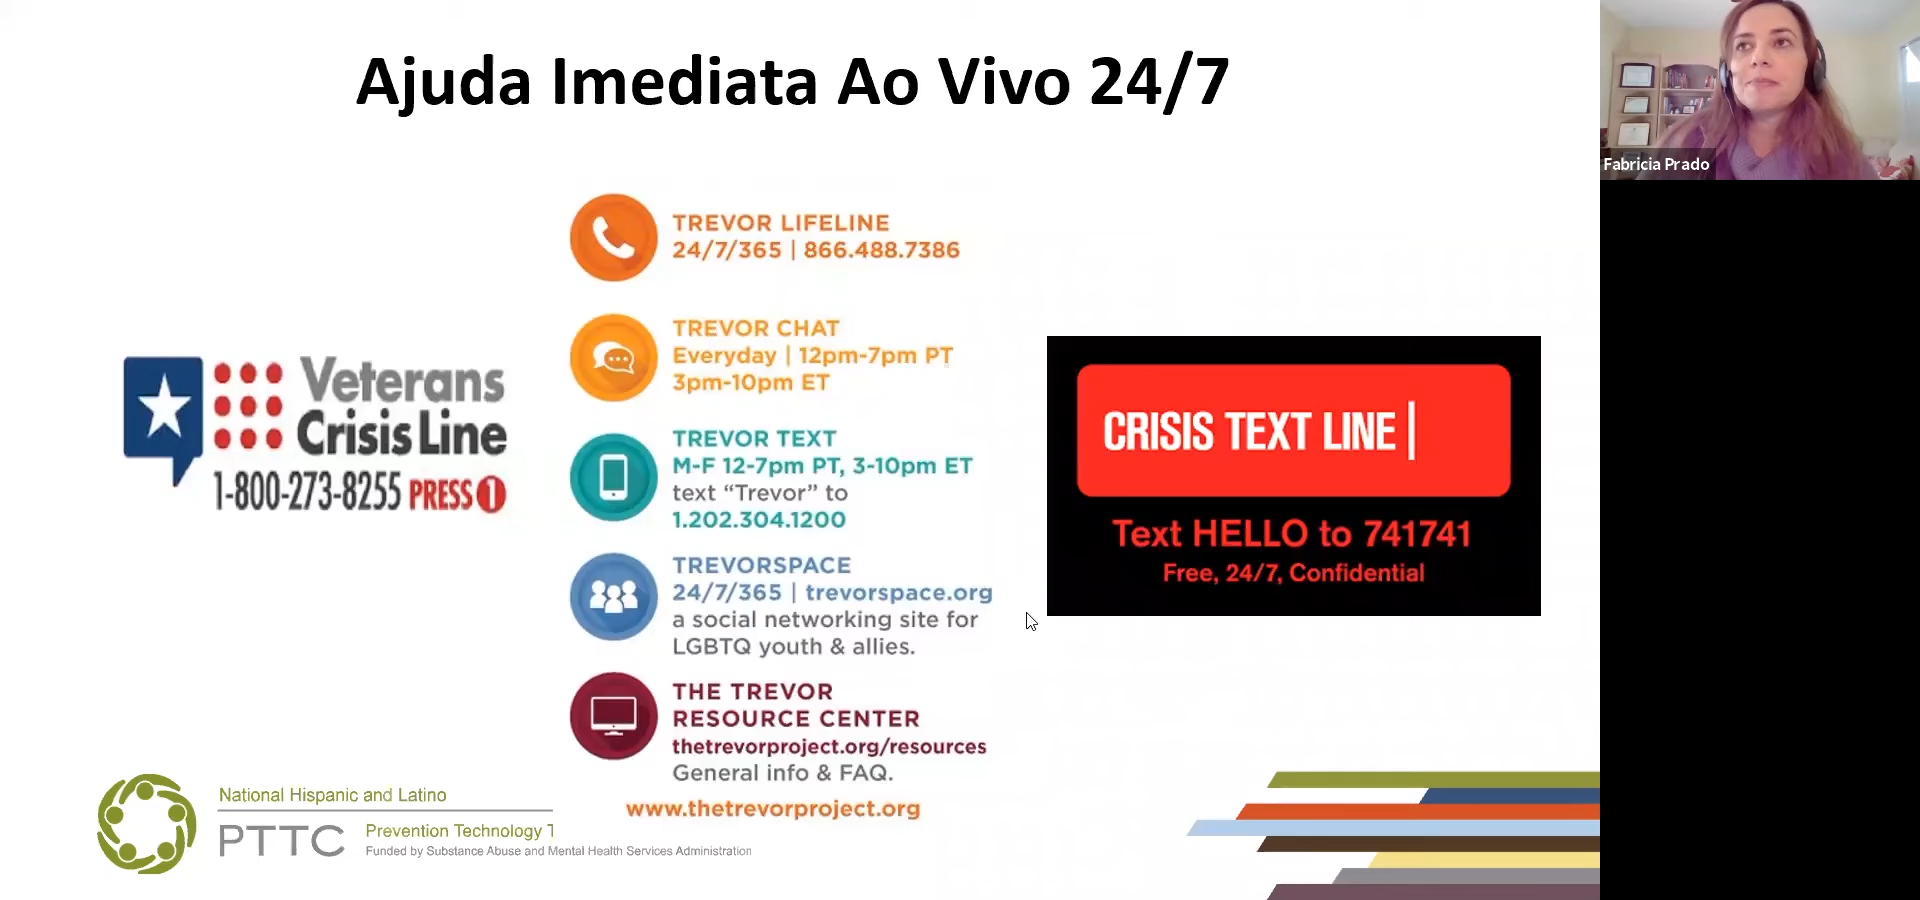 Ajuda Imediata Ao Vivo 24/7
Fabricia Prado
Veterans
Crisis Line
1-800-273-8255 PRESS 1
TREVOR LIFELINE
24/7/365 | 866.488.7386
TREVOR CHAT
Everyday | 12pm-7pm PT
3pm-10pm ET
TREVOR TEXT
M-F 12-7pm PT, 3-10pm ET
text “Trevor” to
1.202.304.1200
TREVORSPACE
24/7/365 | trevorspace.org
a social networking site for
LGBTQ youth & allies.
THE TREVOR
RESOURCE CENTER
thetrevorproject.org/resources
General info & FAQ.
www.thetrevorproject.org
CRISIS TEXT LINE |
Text HELLO to 741741
Free, 24/7, Confidential
National Hispanic and Latino
PTTC
Prevention Technology T
Funded by Substance Abuse and Mental Health Services Administration